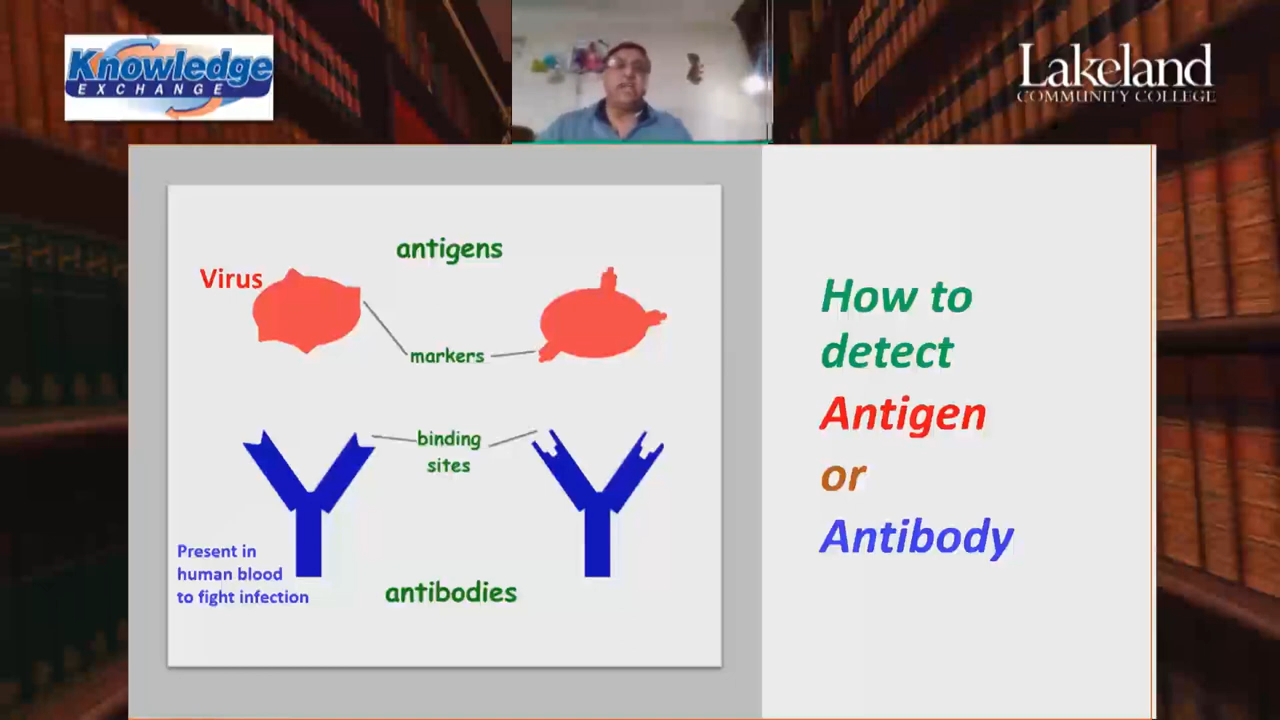 Knowledge
EXCHANGE
Lakeland
COMMUNITY COLLEGE
antigens
Virus
markers
binding
sites
Present in
human blood
to fight infection
antibodies
How to
detect
Antigen
or
Antibody